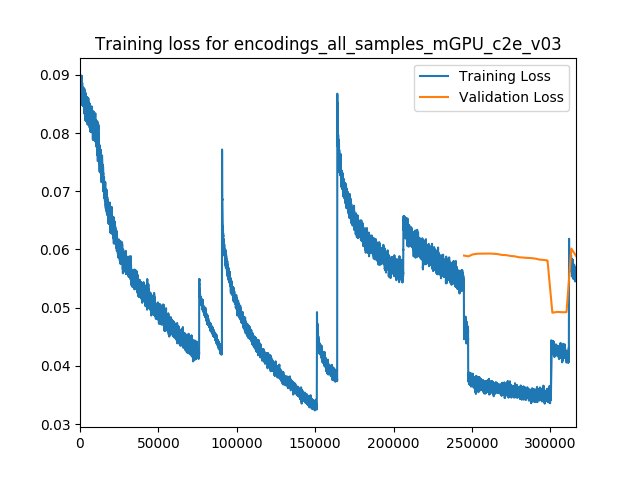 Training loss for encodings_all_samples_mGPU_c2e_v03
Training Loss
Validation Loss
0.09
0.08
0.07
0.06
0.05
0.04
0.03
0 50000 100000 150000 200000 250000 300000